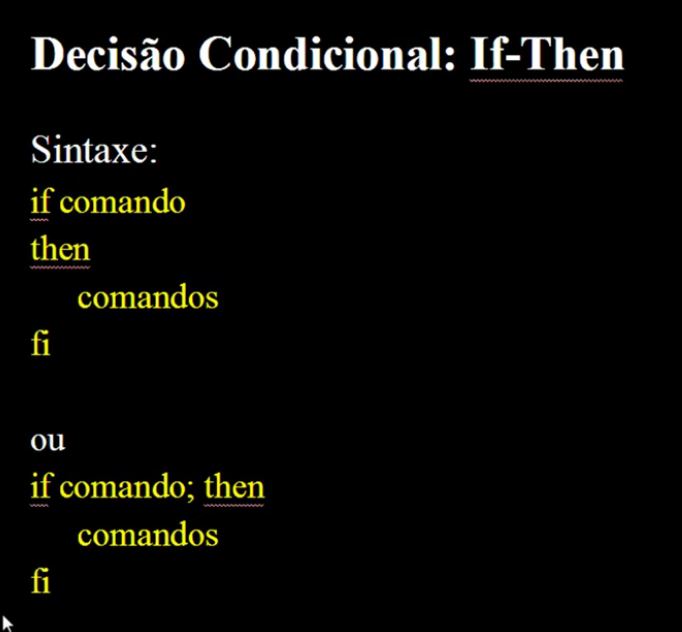 Decisão Condicional: If-Then
Sintaxe:
if comando
then
comandos
fi
ou
if comando; then
comandos
fi